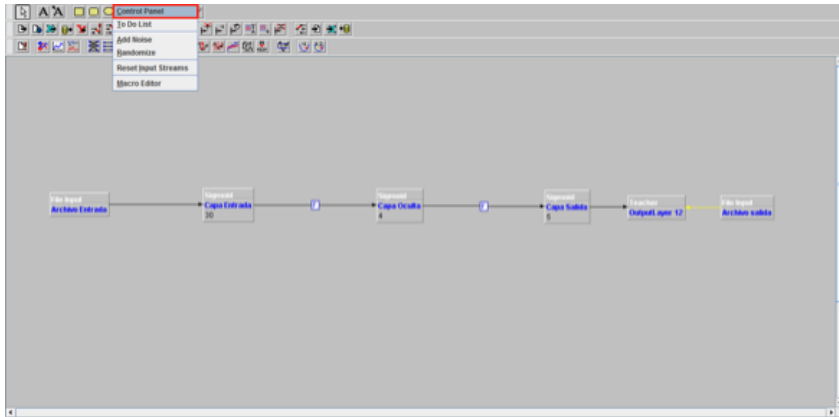 Control Panel
To Do List
Add Noise
Randomize
Reset Input Streams
Macro Editor
File Input
Archivo Entrada
Sigmoid
Capa Entrada
30
Sigmoid
Capa Oculta
4
Sigmoid
Capa Salida
6
Teacher
OutputLayer 12
File Input
Archivo salida